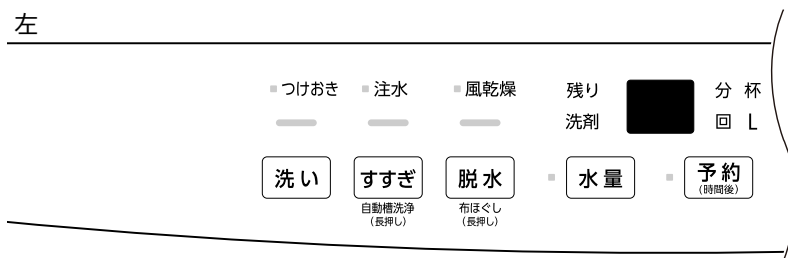 左
つけおき 注水 風乾燥 残り 分 杯
洗剤 回 L
洗い すすぎ 脱水 水量 予約
(時間後)
自動槽洗浄 布ほぐし
(長押し) (長押し)